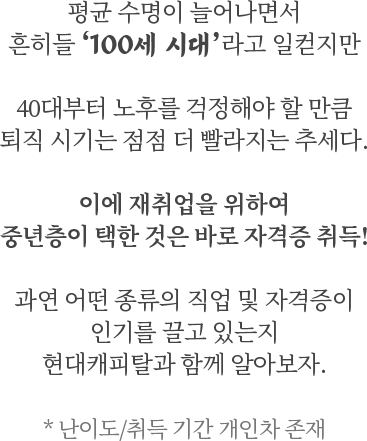 평균 수명이 늘어나면서
흔히들 ‘100세 시대’라고 일컫지만
40대부터 노후를 걱정해야 할 만큼
퇴직 시기는 점점 더 빨라지는 추세다.
이에 재취업을 위하여
중년층이 택한 것은 바로 자격증 취득!
과연 어떤 종류의 직업 및 자격증이
인기를 끌고 있는지
현대캐피탈과 함께 알아보자.
* 난이도/취득 기간 개인차 존재